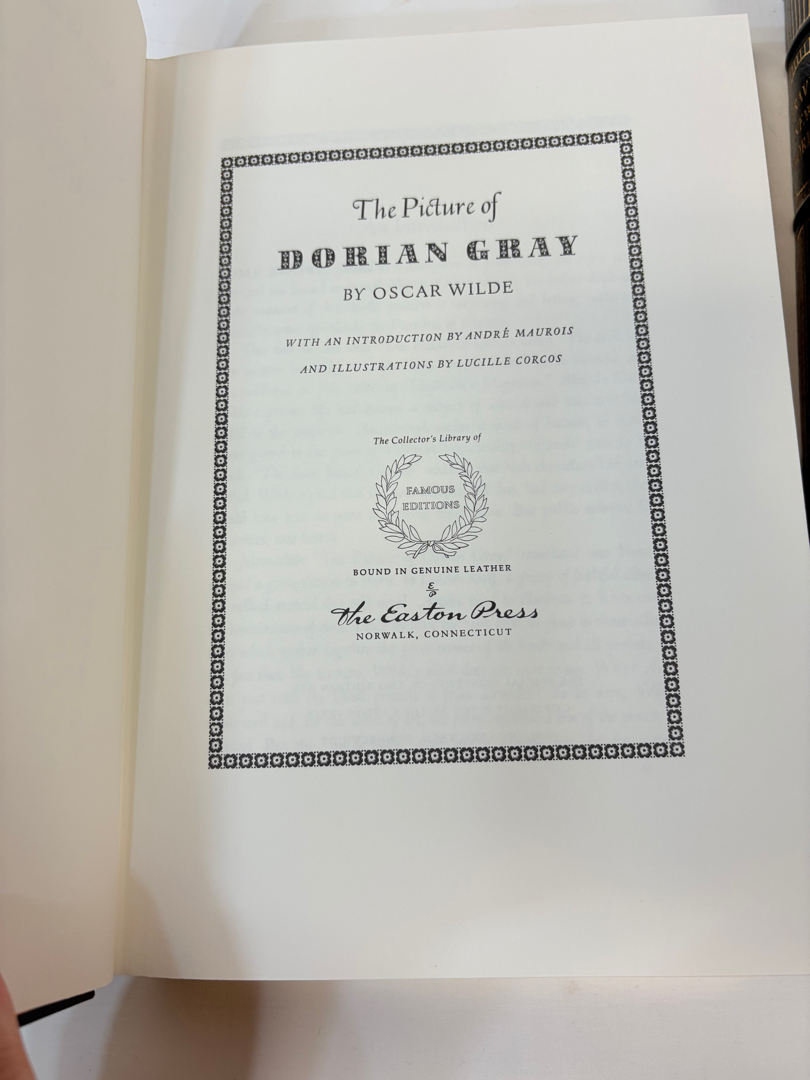 The Picture of
DORIAN GRAY
BY OSCAR WILDE
WITH AN INTRODUCTION BY ANDRÉ MAUROIS
AND ILLUSTRATIONS BY LUCILLE CORCOS
The Collector's Library of
FAMOUS
EDITIONS
BOUND IN GENUINE LEATHER
E
P
The Easton Press
NORWALK, CONNECTICUT